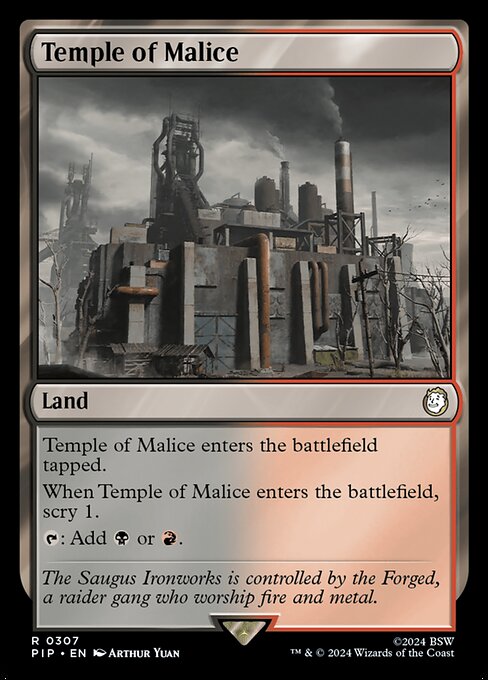 Temple of Malice
Land
Temple of Malice enters the battlefield
tapped.
When Temple of Malice enters the battlefield,
scry 1.
: Add or .
The Saugus Ironworks is controlled by the Forged,
a raider gang who worship fire and metal.
R 0307
PIP • EN Arthur Yuan
©2024 BSW
™ & © 2024 Wizards of the Coast